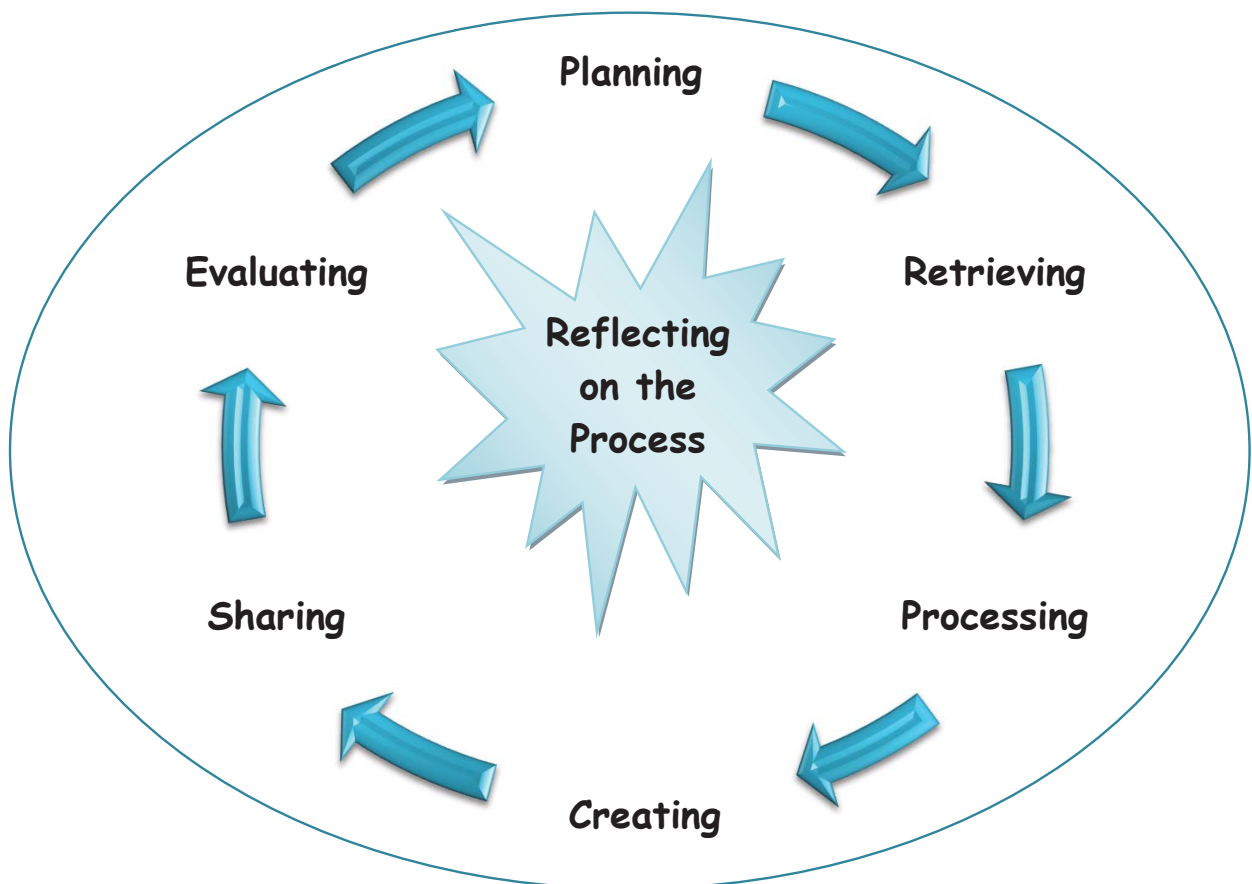 Planning
Retrieving
Processing
Creating
Sharing
Evaluating
Reflecting
on the
Process